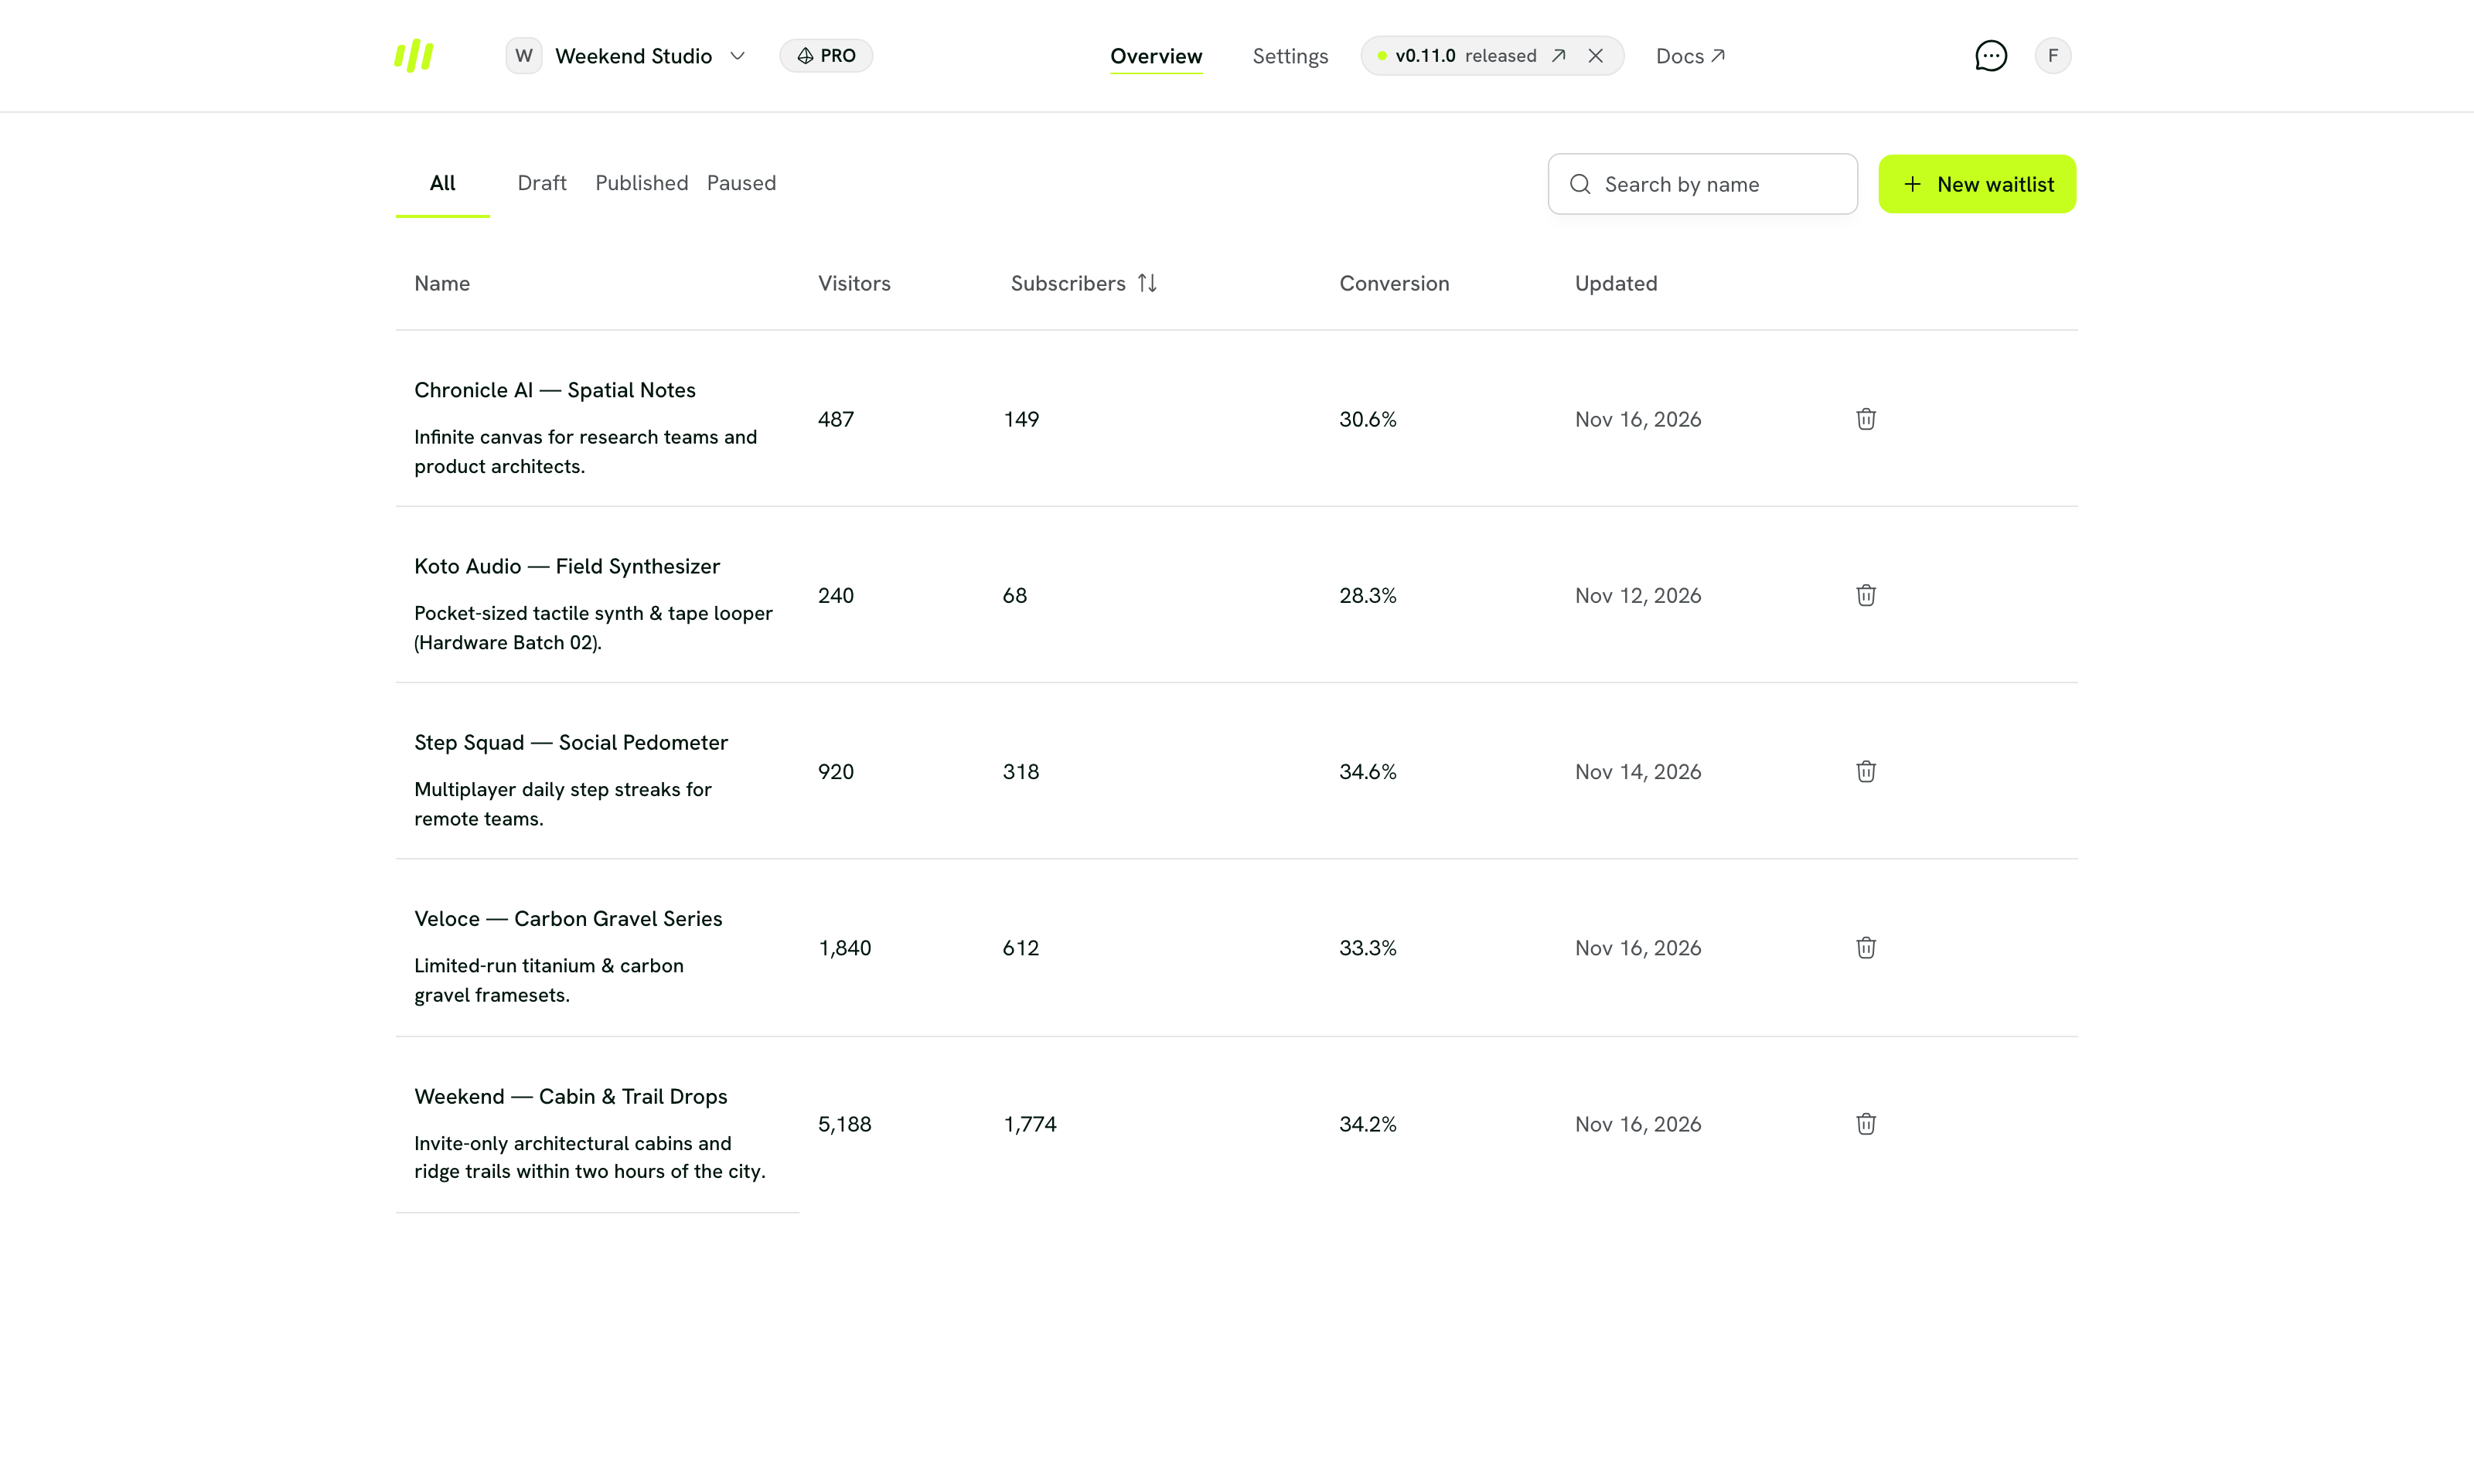 W Weekend Studio PRO Overview Settings v0.11.0 released Docs F
All Draft Published Paused Search by name New waitlist
Name Visitors Subscribers Conversion Updated
Chronicle AI — Spatial Notes
Infinite canvas for research teams and
product architects.
487 149 30.6% Nov 16, 2026
Koto Audio — Field Synthesizer
Pocket-sized tactile synth & tape looper
(Hardware Batch 02).
240 68 28.3% Nov 12, 2026
Step Squad — Social Pedometer
Multiplayer daily step streaks for
remote teams.
920 318 34.6% Nov 14, 2026
Veloce — Carbon Gravel Series
Limited-run titanium & carbon
gravel framesets.
1,840 612 33.3% Nov 16, 2026
Weekend — Cabin & Trail Drops
Invite-only architectural cabins and
ridge trails within two hours of the city.
5,188 1,774 34.2% Nov 16, 2026